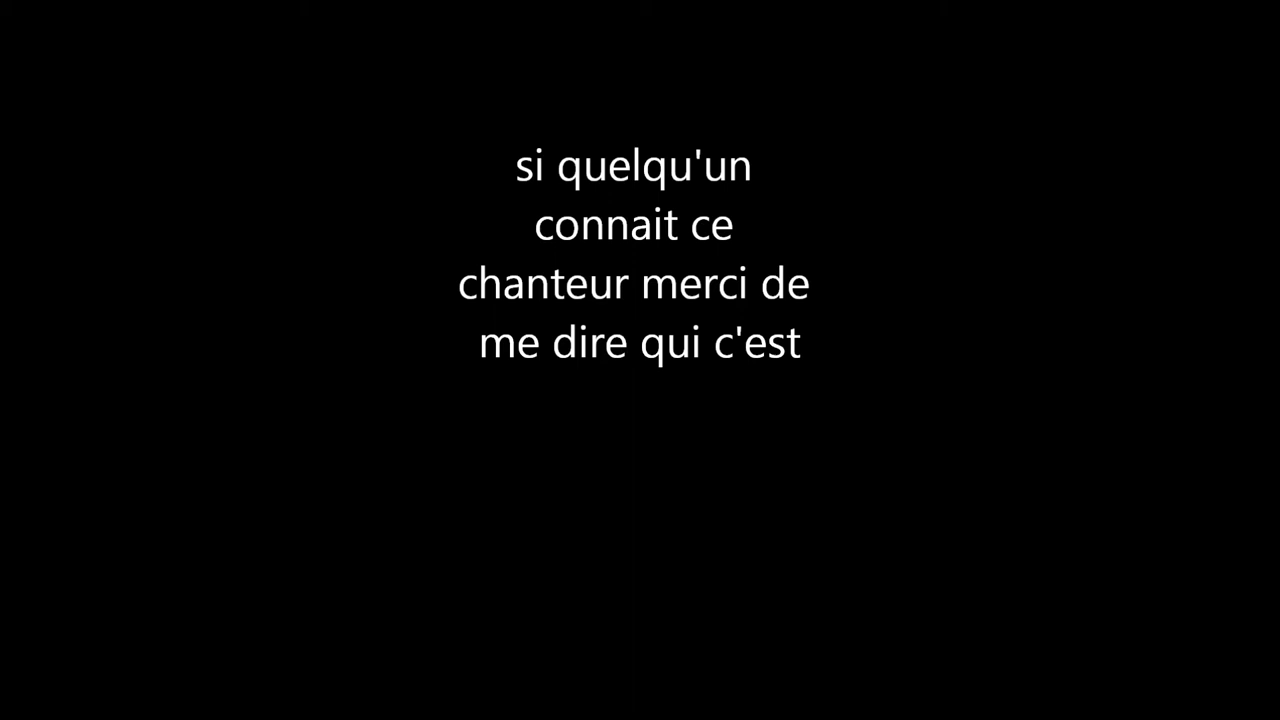 si quelqu'un
connait ce
chanteur merci de
me dire qui c'est